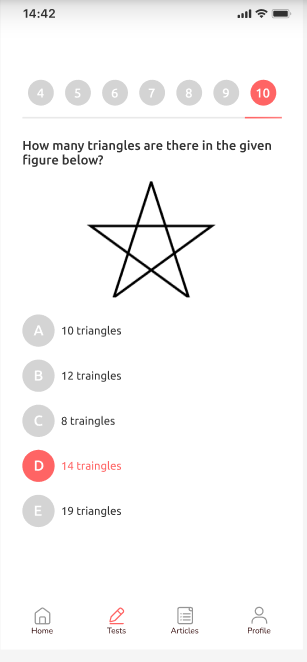 14:42
4 5 6 7 8 9 10
How many triangles are there in the given
figure below?
A 10 triangles
B 12 traingles
C 8 traingles
D 14 traingles
E 19 triangles
Home Tests Articles Profile